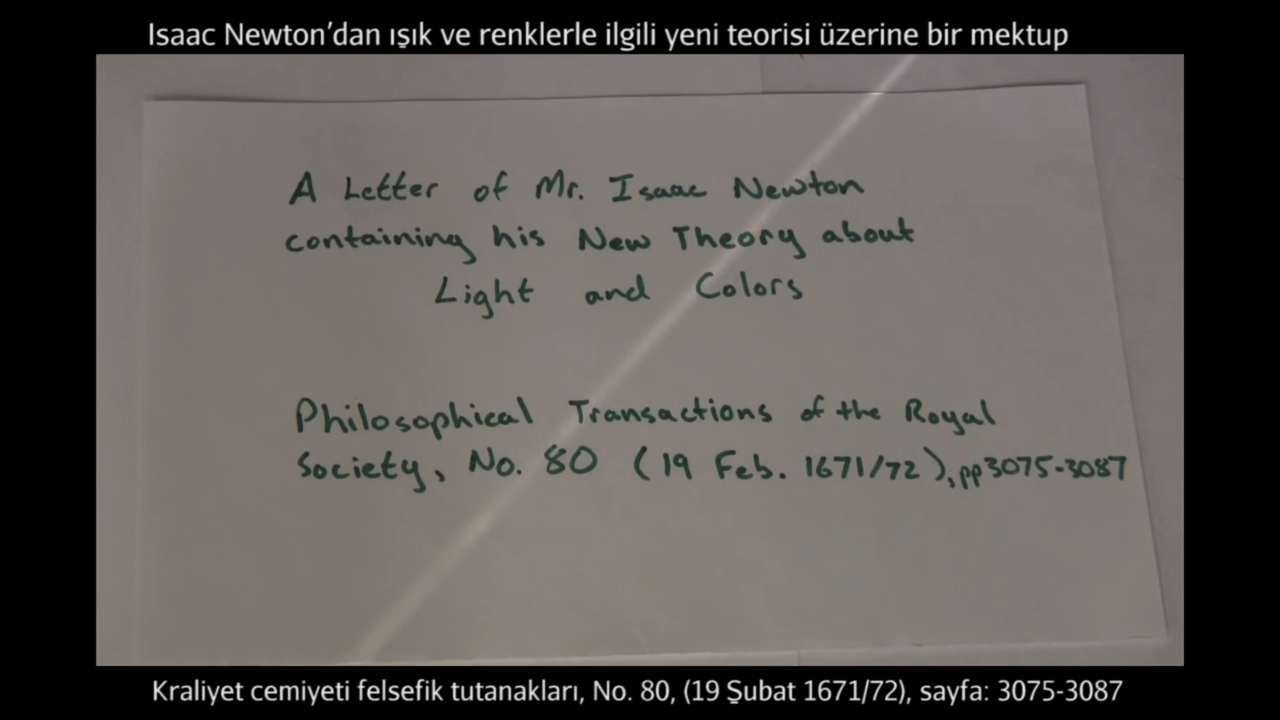 Isaac Newton’dan ışık ve renklerle ilgili yeni teorisi üzerine bir mektup
A Letter of Mr. Isaac Newton
containing his New Theory about
Light and Colors
Philosophical Transactions of the Royal
Society, No. 80 (19 Feb. 1671/72), pp 3075-3087
Kraliyet cemiyeti felsefik tutanakları, No. 80, (19 Şubat 1671/72), sayfa: 3075-3087